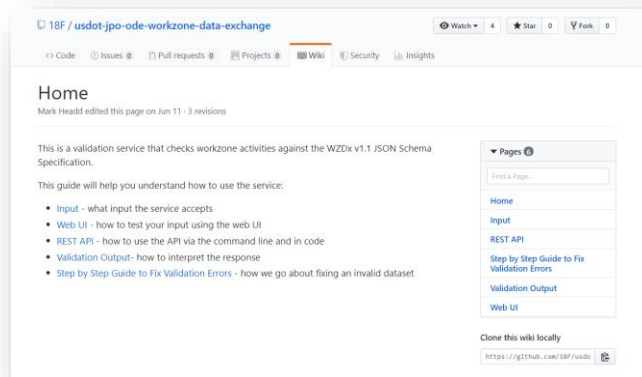 18F / usdot-jpo-ode-workzone-data-exchange
Watch 4 Star 0 Fork 0
Code Issues 0 Pull requests 0 Projects 0 Wiki Security Insights
Home
Mark Headd edited this page on Jun 11 · 3 revisions
This is a validation service that checks workzone activities against the WZDx v1.1 JSON Schema
Specification.
This guide will help you understand how to use the service:
Input - what input the service accepts
Web UI - how to test your input using the web UI
REST API - how to use the API via the command line and in code
Validation Output- how to interpret the response
Step by Step Guide to Fix Validation Errors - how we go about fixing an invalid dataset
Pages 6
Find a Page...
Home
Input
REST API
Step by Step Guide to Fix
Validation Errors
Validation Output
Web UI
Clone this wiki locally
https://github.com/18F/usdo